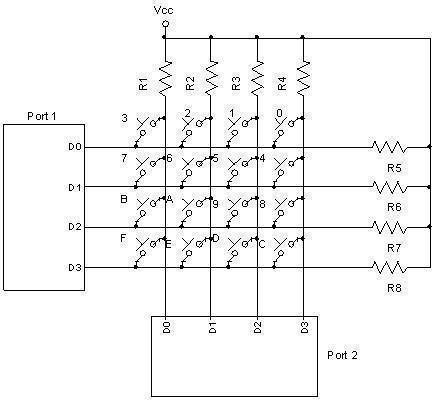 Vcc
R1 R2 R3 R4
Port 1
3 2 1 0
D0
R5
7 6 5 4
D1
R6
B A 9 8
D2
R7
F E D C
D3
R8
D0 D1 D2 D3
Port 2